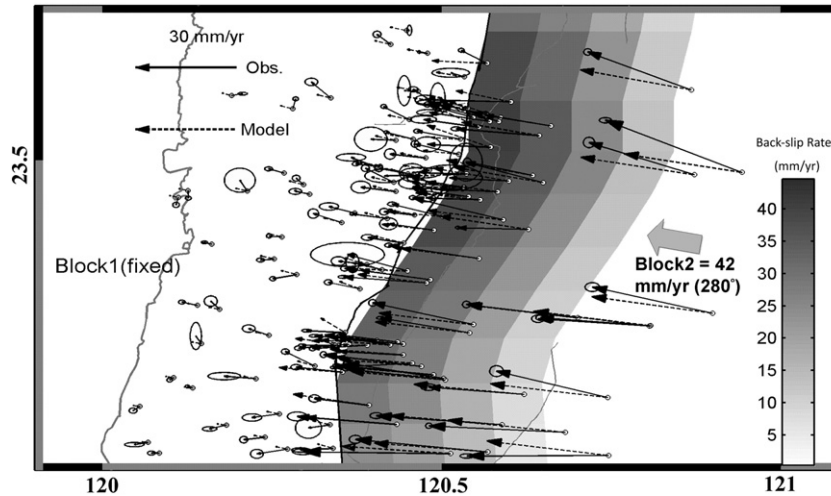 30 mm/yr
Obs.
Model
23.5
Block1(fixed)
Block2 = 42
mm/yr (280°)
Back-slip Rate
(mm/yr)
40
35
30
25
20
15
10
5
120
120.5
121